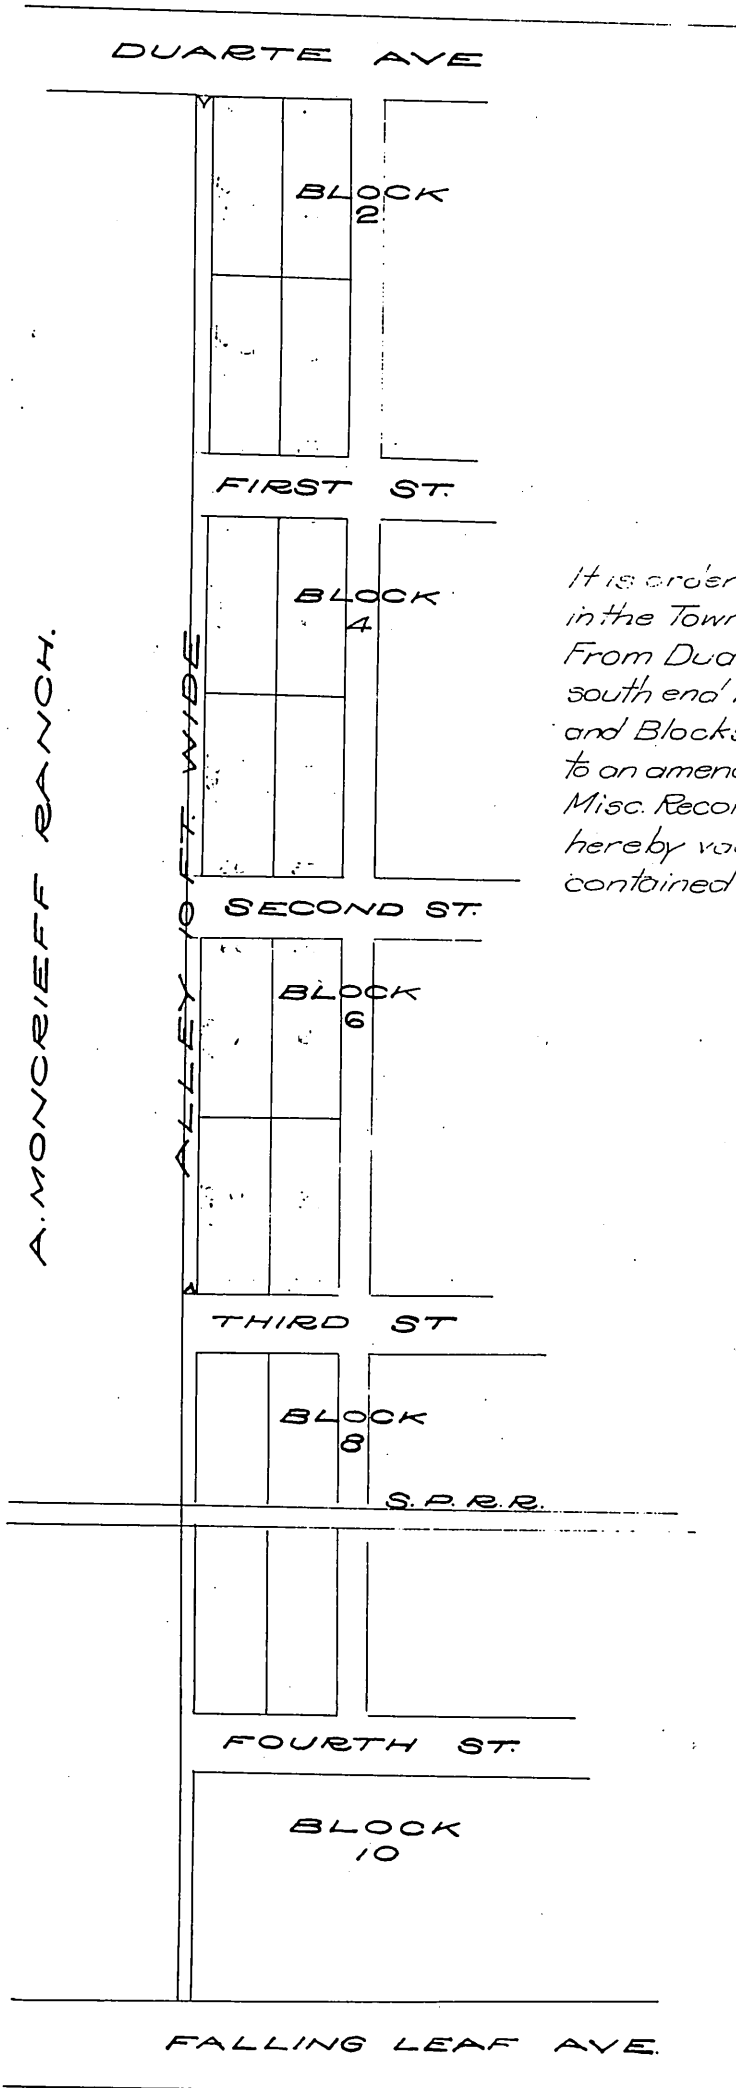 DUARTE AVE
BLOCK
2
FIRST ST.
BLOCK
4
It is order
in the Town
From Dua
south end
and Blocks
to an amend
Misc. Recor
hereby va
contained
A. MONCRIEFF RANCH.
ALLEY 10 FT. WIDE
SECOND ST.
BLOCK
6
THIRD ST
BLOCK
8
S.P.R.R.
FOURTH ST.
BLOCK
10
FALLING LEAF AVE.